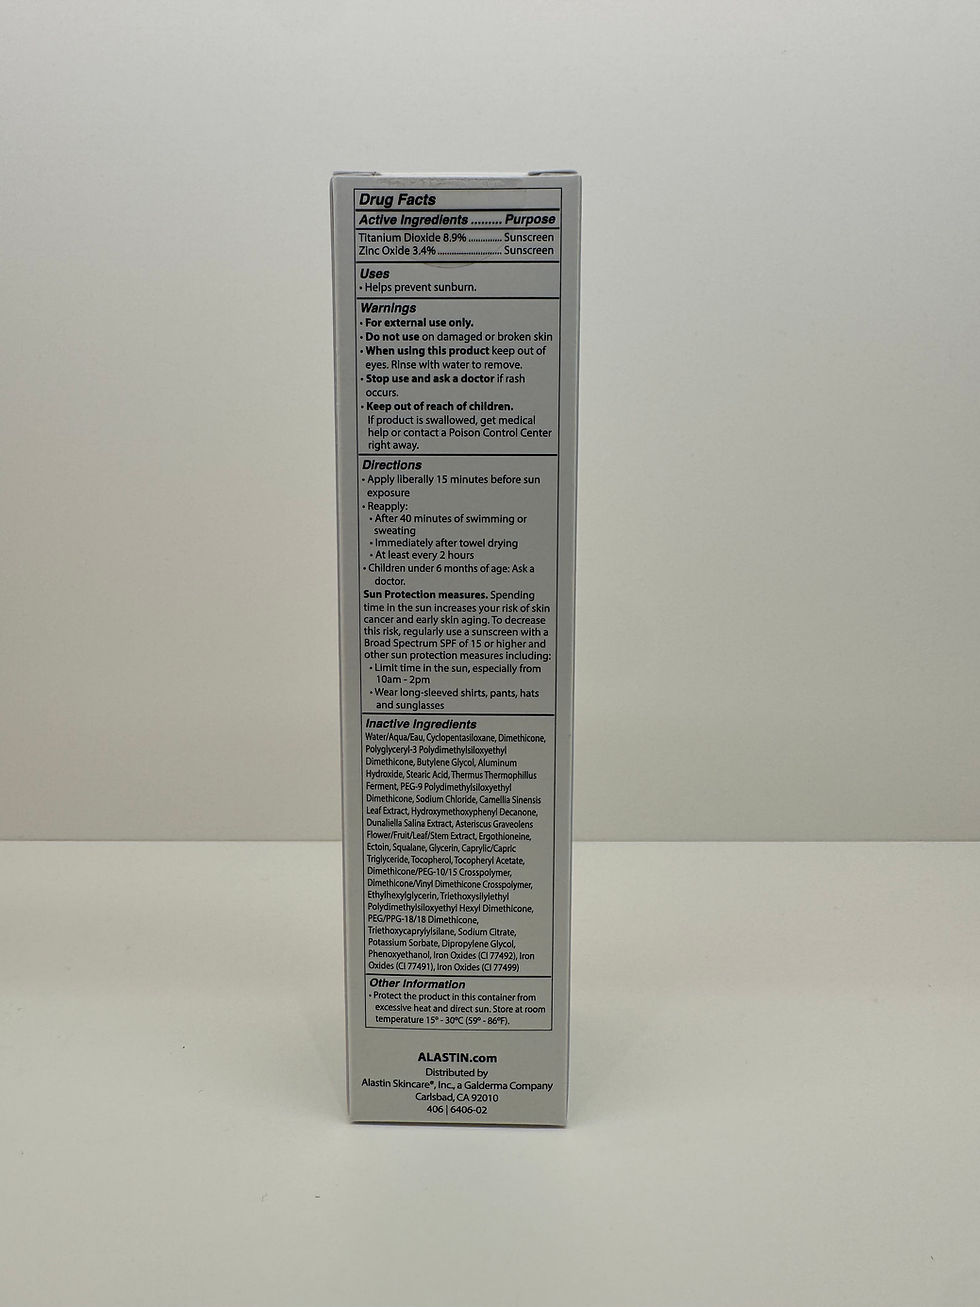 Drug Facts
Active Ingredients ......... Purpose
Titanium Dioxide 8.9% .............. Sunscreen
Zinc Oxide 3.4% ........................... Sunscreen
Uses
• Helps prevent sunburn.
Warnings
• For external use only.
• Do not use on damaged or broken skin
• When using this product keep out of
eyes. Rinse with water to remove.
• Stop use and ask a doctor if rash
occurs.
• Keep out of reach of children.
If product is swallowed, get medical
help or contact a Poison Control Center
right away.
Directions
• Apply liberally 15 minutes before sun
exposure
• Reapply:
• After 40 minutes of swimming or
sweating
• Immediately after towel drying
• At least every 2 hours
• Children under 6 months of age: Ask a
doctor.
Sun Protection measures. Spending
time in the sun increases your risk of skin
cancer and early skin aging. To decrease
this risk, regularly use a sunscreen with a
Broad Spectrum SPF of 15 or higher and
other sun protection measures including:
• Limit time in the sun, especially from
10am - 2pm
• Wear long-sleeved shirts, pants, hats
and sunglasses
Inactive Ingredients
Water/Aqua/Eau, Cyclopentasiloxane, Dimethicone,
Polyglyceryl-3 Polydimethylsiloxyethyl
Dimethicone, Butylene Glycol, Aluminum
Hydroxide, Stearic Acid, Thermus Thermophillus
Ferment, PEG-9 Polydimethylsiloxyethyl
Dimethicone, Sodium Chloride, Camellia Sinensis
Leaf Extract, Hydroxymethoxyphenyl Decanone,
Dunaliella Salina Extract, Asteriscus Graveolens
Flower/Fruit/Leaf/Stem Extract, Ergothioneine,
Ectoin, Squalane, Glycerin, Caprylic/Capric
Triglyceride, Tocopherol, Tocopheryl Acetate,
Dimethicone/PEG-10/15 Crosspolymer,
Dimethicone/Vinyl Dimethicone Crosspolymer,
Ethylhexylglycerin, Triethoxysilylethyl
Polydimethylsiloxyethyl Hexyl Dimethicone,
PEG/PPG-18/18 Dimethicone,
Triethoxycaprylylsilane, Sodium Citrate,
Potassium Sorbate, Dipropylene Glycol,
Phenoxyethanol, Iron Oxides (CI 77492), Iron
Oxides (CI 77491), Iron Oxides (CI 77499)
Other Information
• Protect the product in this container from
excessive heat and direct sun. Store at room
temperature 15º - 30ºC (59º - 86ºF).
ALASTIN.com
Distributed by
Alastin Skincare®, Inc., a Galderma Company
Carlsbad, CA 92010
406 | 6406-02